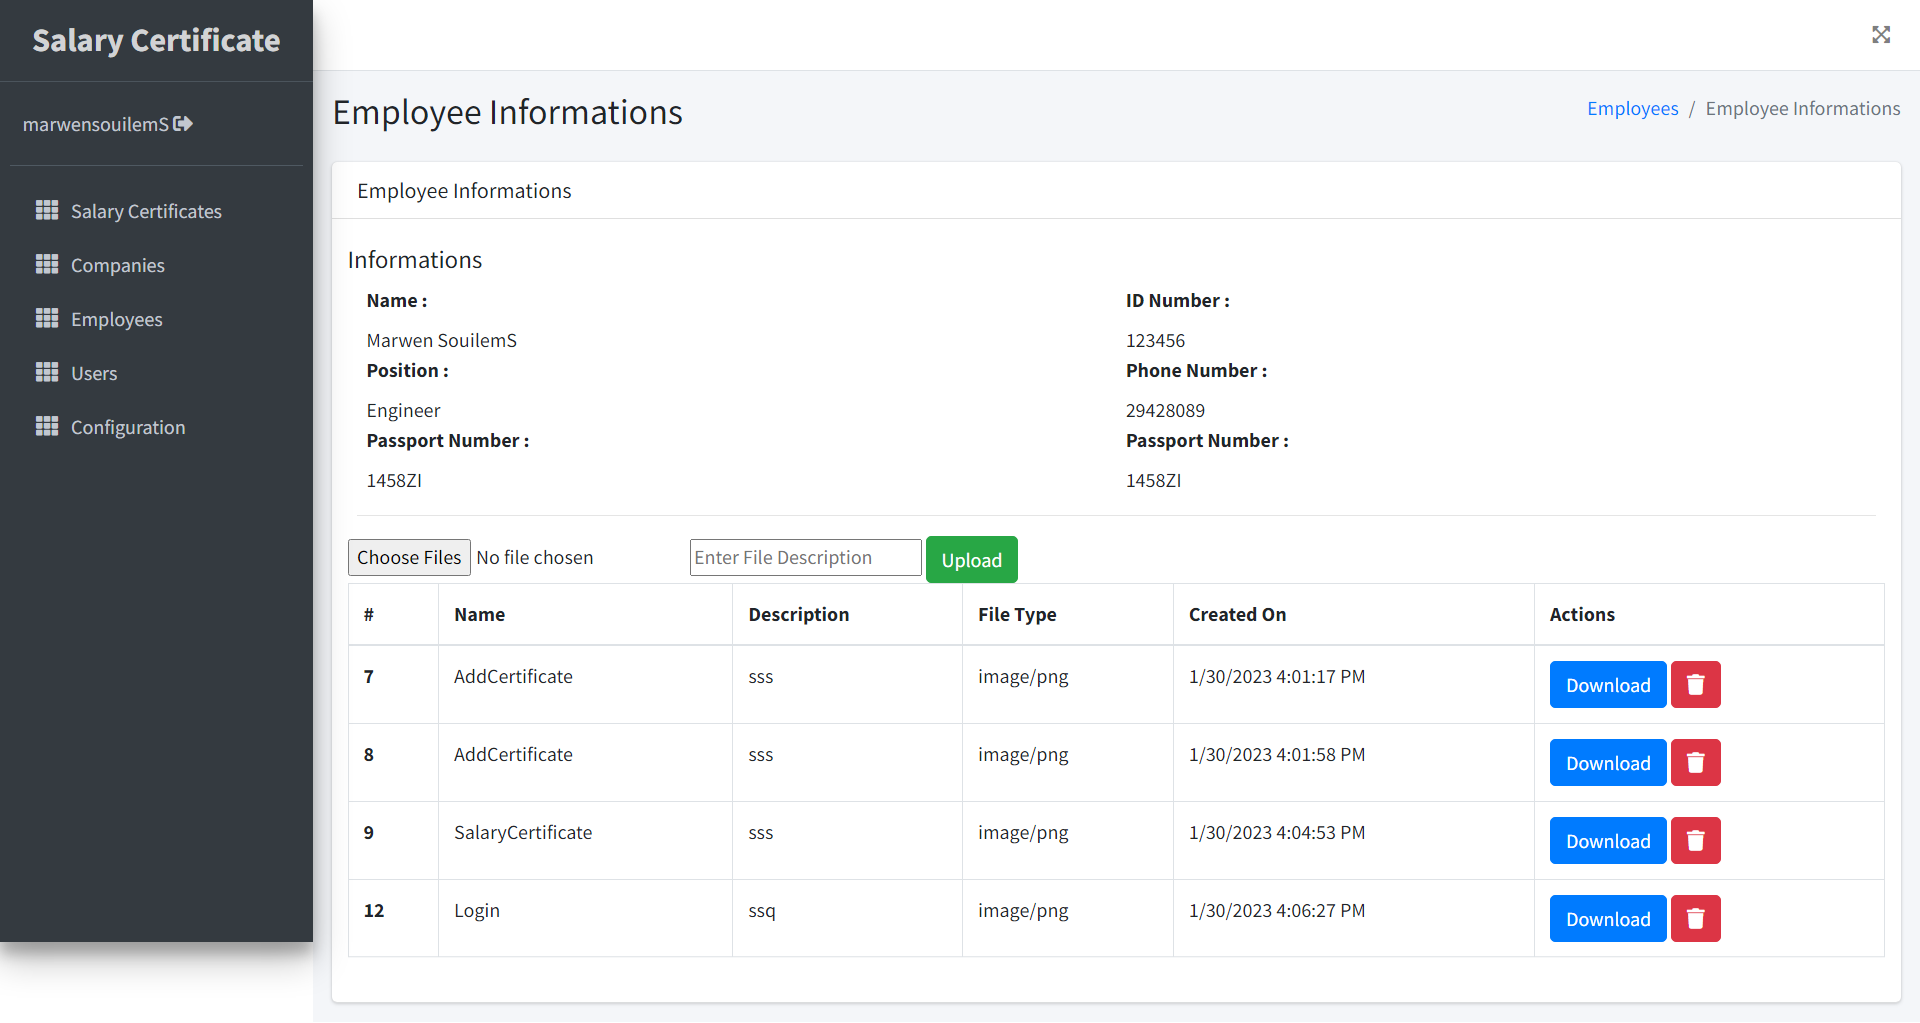 Salary Certificate
marwensouilemS
Salary Certificates
Companies
Employees
Users
Configuration
Employee Informations
Employees / Employee Informations
Employee Informations
Informations
Name : ID Number :
Marwen SouilemS 123456
Position : Phone Number :
Engineer 29428089
Passport Number : Passport Number :
1458ZI 1458ZI
Choose Files No file chosen Enter File Description Upload
# Name Description File Type Created On Actions
7 AddCertificate sss image/png 1/30/2023 4:01:17 PM Download
8 AddCertificate sss image/png 1/30/2023 4:01:58 PM Download
9 SalaryCertificate sss image/png 1/30/2023 4:04:53 PM Download
12 Login ssq image/png 1/30/2023 4:06:27 PM Download